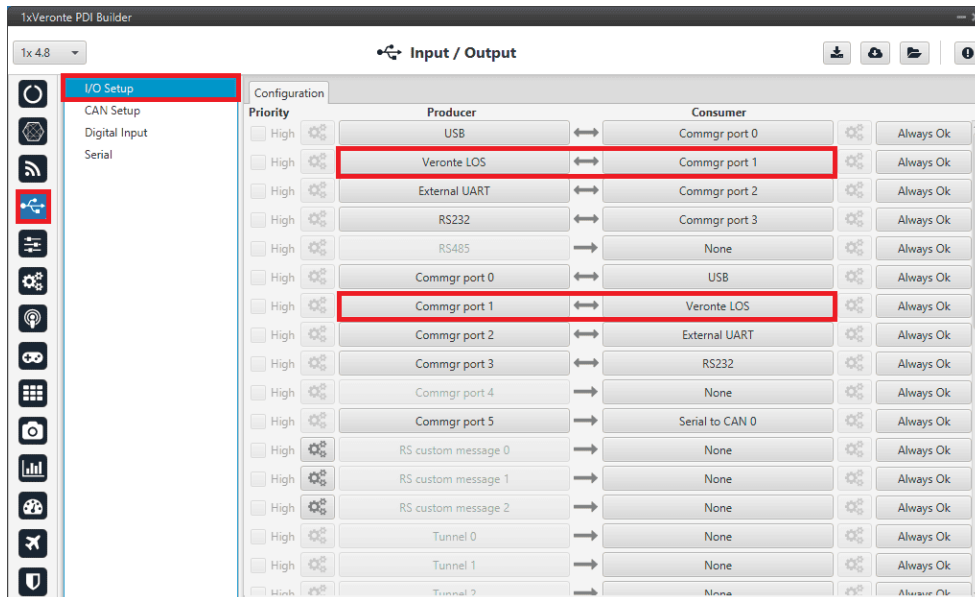 1xVeronte PDI Builder
1x 4.8
Input / Output
I/O Setup
CAN Setup
Digital Input
Serial
Configuration
Priority Producer Consumer
High USB Commgr port 0 Always Ok
High Veronte LOS Commgr port 1 Always Ok
High External UART Commgr port 2 Always Ok
High RS232 Commgr port 3 Always Ok
High RS485 None Always Ok
High Commgr port 0 USB Always Ok
High Commgr port 1 Veronte LOS Always Ok
High Commgr port 2 External UART Always Ok
High Commgr port 3 RS232 Always Ok
High Commgr port 4 None Always Ok
High Commgr port 5 Serial to CAN 0 Always Ok
High RS custom message 0 None Always Ok
High RS custom message 1 None Always Ok
High RS custom message 2 None Always Ok
High Tunnel 0 None Always Ok
High Tunnel 1 None Always Ok
High Tunnel 2 None Always Ok